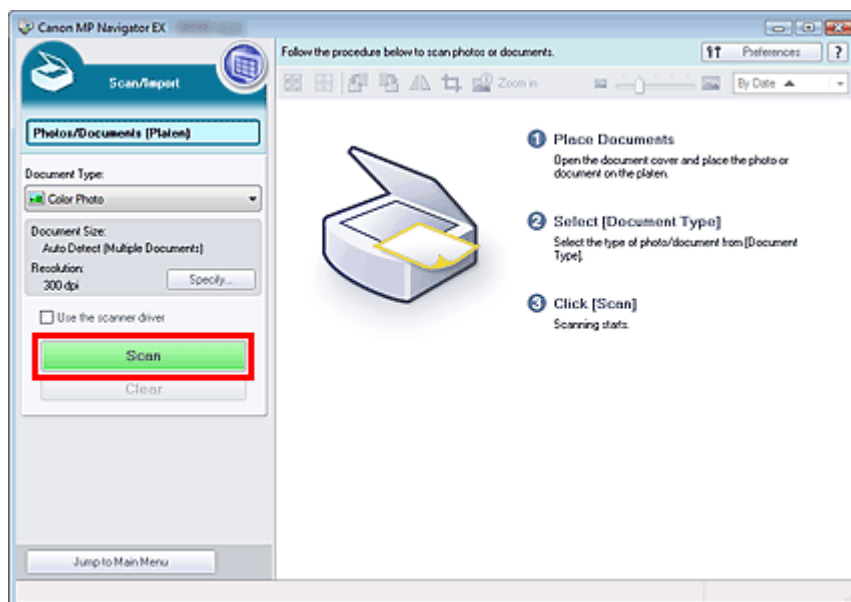 Canon MP Navigator EX
Scan/Import
Follow the procedure below to scan photos or documents.
Preferences
?
Zoom in
By Date
Photos/Documents (Platen)
Document Type:
Color Photo
Document Size:
Auto Detect (Multiple Documents)
Resolution:
300 dpi
Specify...
Use the scanner driver
Scan
Clear
Jump to Main Menu
1 Place Documents
Open the document cover and place the photo or
document on the platen.
2 Select [Document Type]
Select the type of photo/document from [Document
Type].
3 Click [Scan]
Scanning starts.